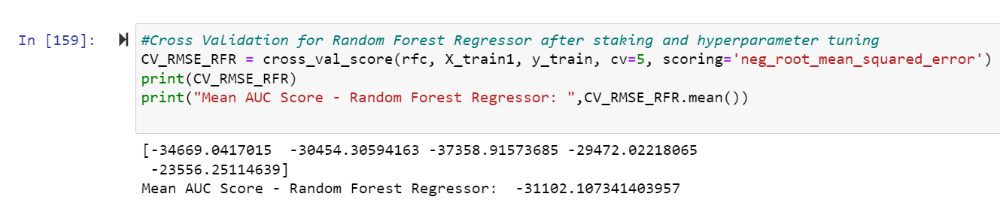 In [159]:
#Cross Validation for Random Forest Regressor after staking and hyperparameter tuning
CV_RMSE_RFR = cross_val_score(rfc, X_train1, y_train, cv=5, scoring='neg_root_mean_squared_error')
print(CV_RMSE_RFR)
print("Mean AUC Score - Random Forest Regressor: ",CV_RMSE_RFR.mean())
[-34669.0417015  -30454.30594163 -37358.91573685 -29472.02218065
 -23556.25114639]
Mean AUC Score - Random Forest Regressor:  -31102.107341403957